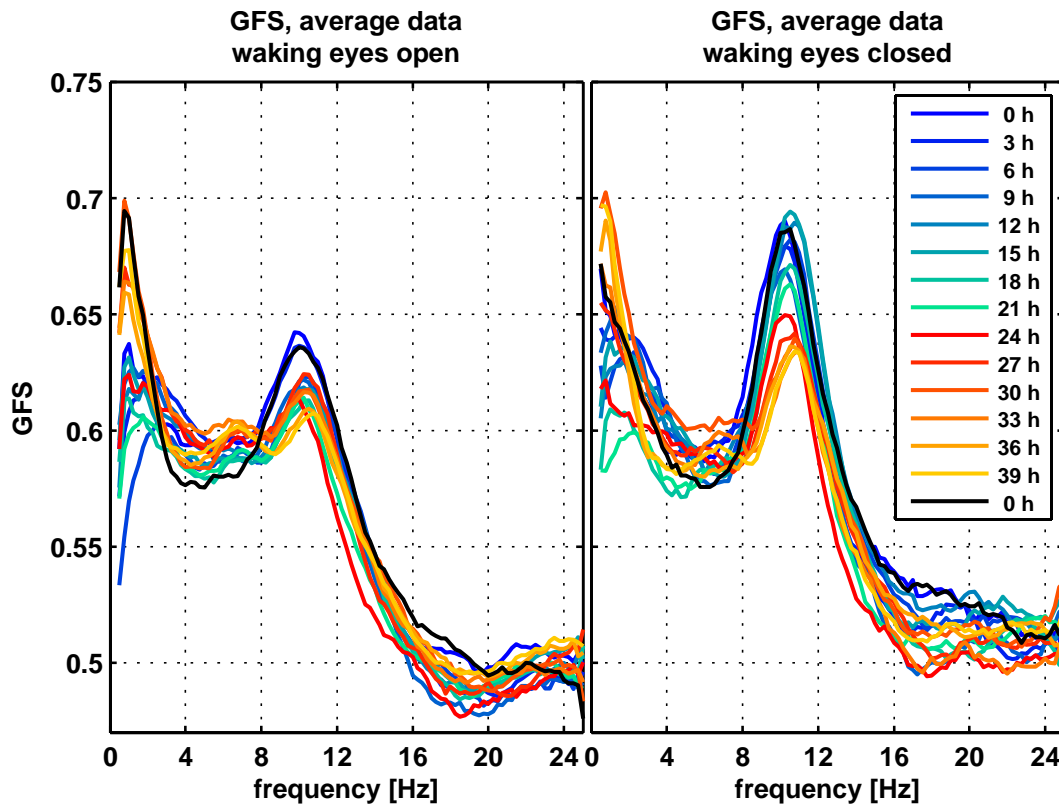 GFS, average data
waking eyes open
GFS, average data
waking eyes closed
0.75
0.7
0.65
0.6
0.55
0.5
GFS
0 4 8 12 16 20 24
frequency [Hz]
0 4 8 12 16 20 24
frequency [Hz]
0 h
3 h
6 h
9 h
12 h
15 h
18 h
21 h
24 h
27 h
30 h
33 h
36 h
39 h
0 h